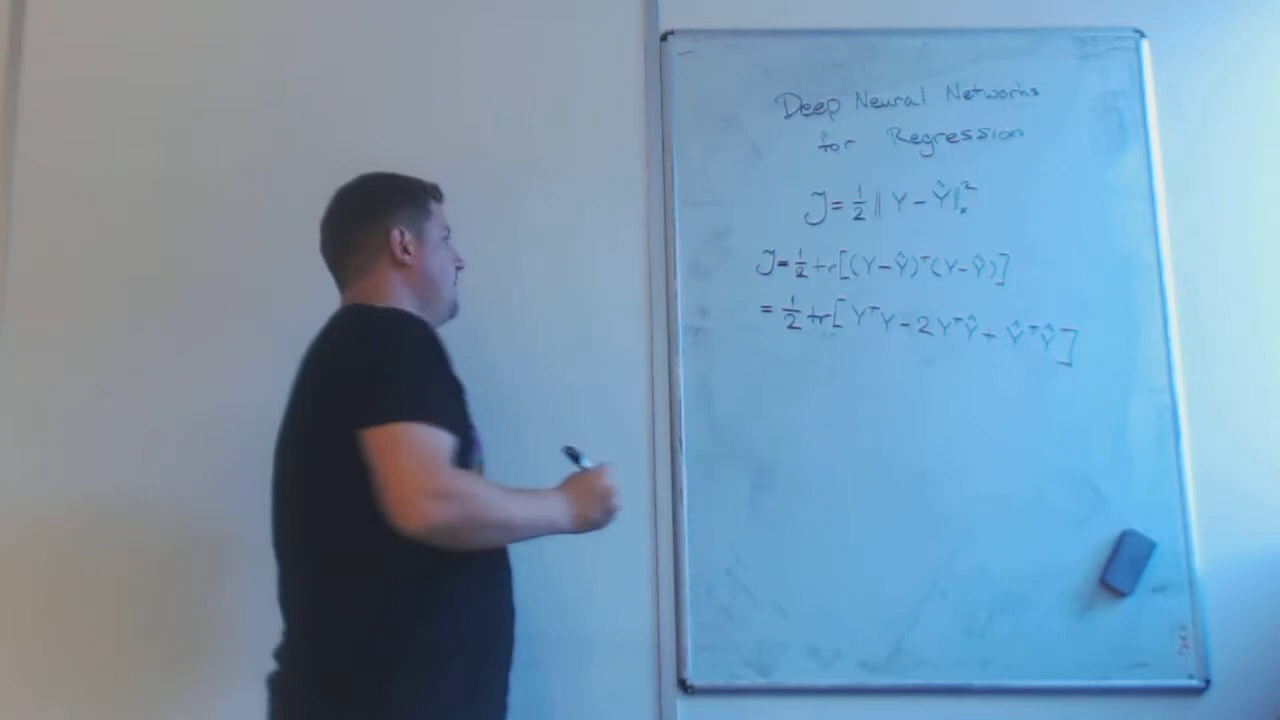 Deep Neural Networks
for Regression
J = 1/2 ‖ Y - Ŷ ‖²_F
J = 1/2 tr[(Y - Ŷ)ᵀ(Y - Ŷ)]
= 1/2 tr[YᵀY - 2YᵀŶ + ŶᵀŶ]